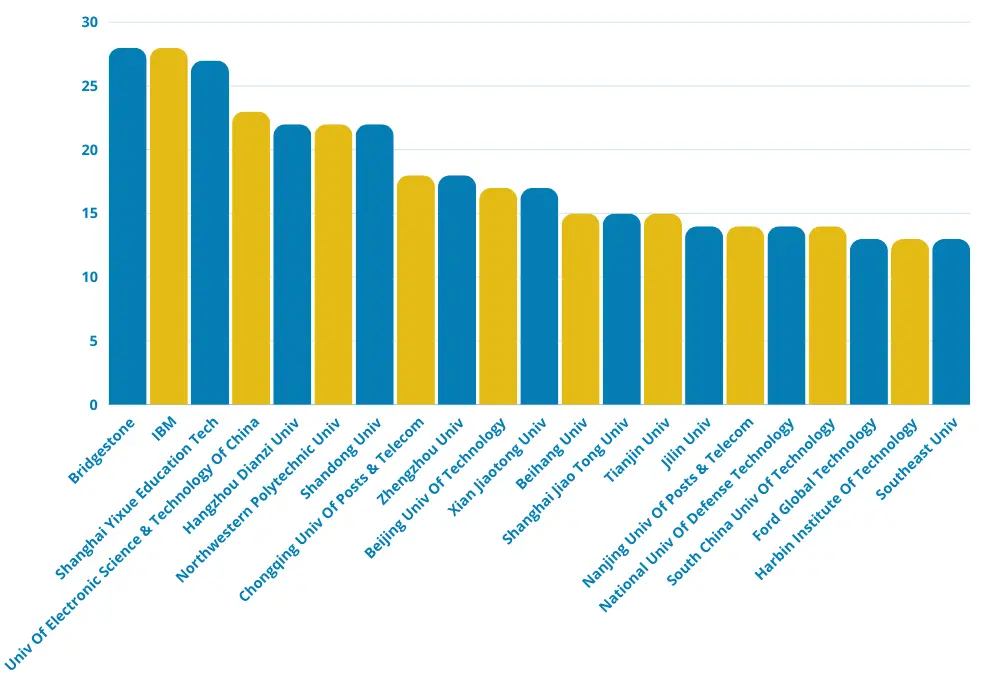 30
25
20
15
10
5
0
Bridgestone
IBM
Shanghai Yixue Education Tech
Univ Of Electronic Science & Technology Of China
Hangzhou Dianzi Univ
Northwestern Polytechnic Univ
Shandong Univ
Chongqing Univ Of Posts & Telecom
Zhengzhou Univ
Beijing Univ Of Technology
Xian Jiaotong Univ
Beihang Univ
Shanghai Jiao Tong Univ
Tianjin Univ
Jilin Univ
Nanjing Univ Of Posts & Telecom
National Univ Of Defense Technology
South China Univ Of Technology
Ford Global Technology
Harbin Institute Of Technology
Southeast Univ